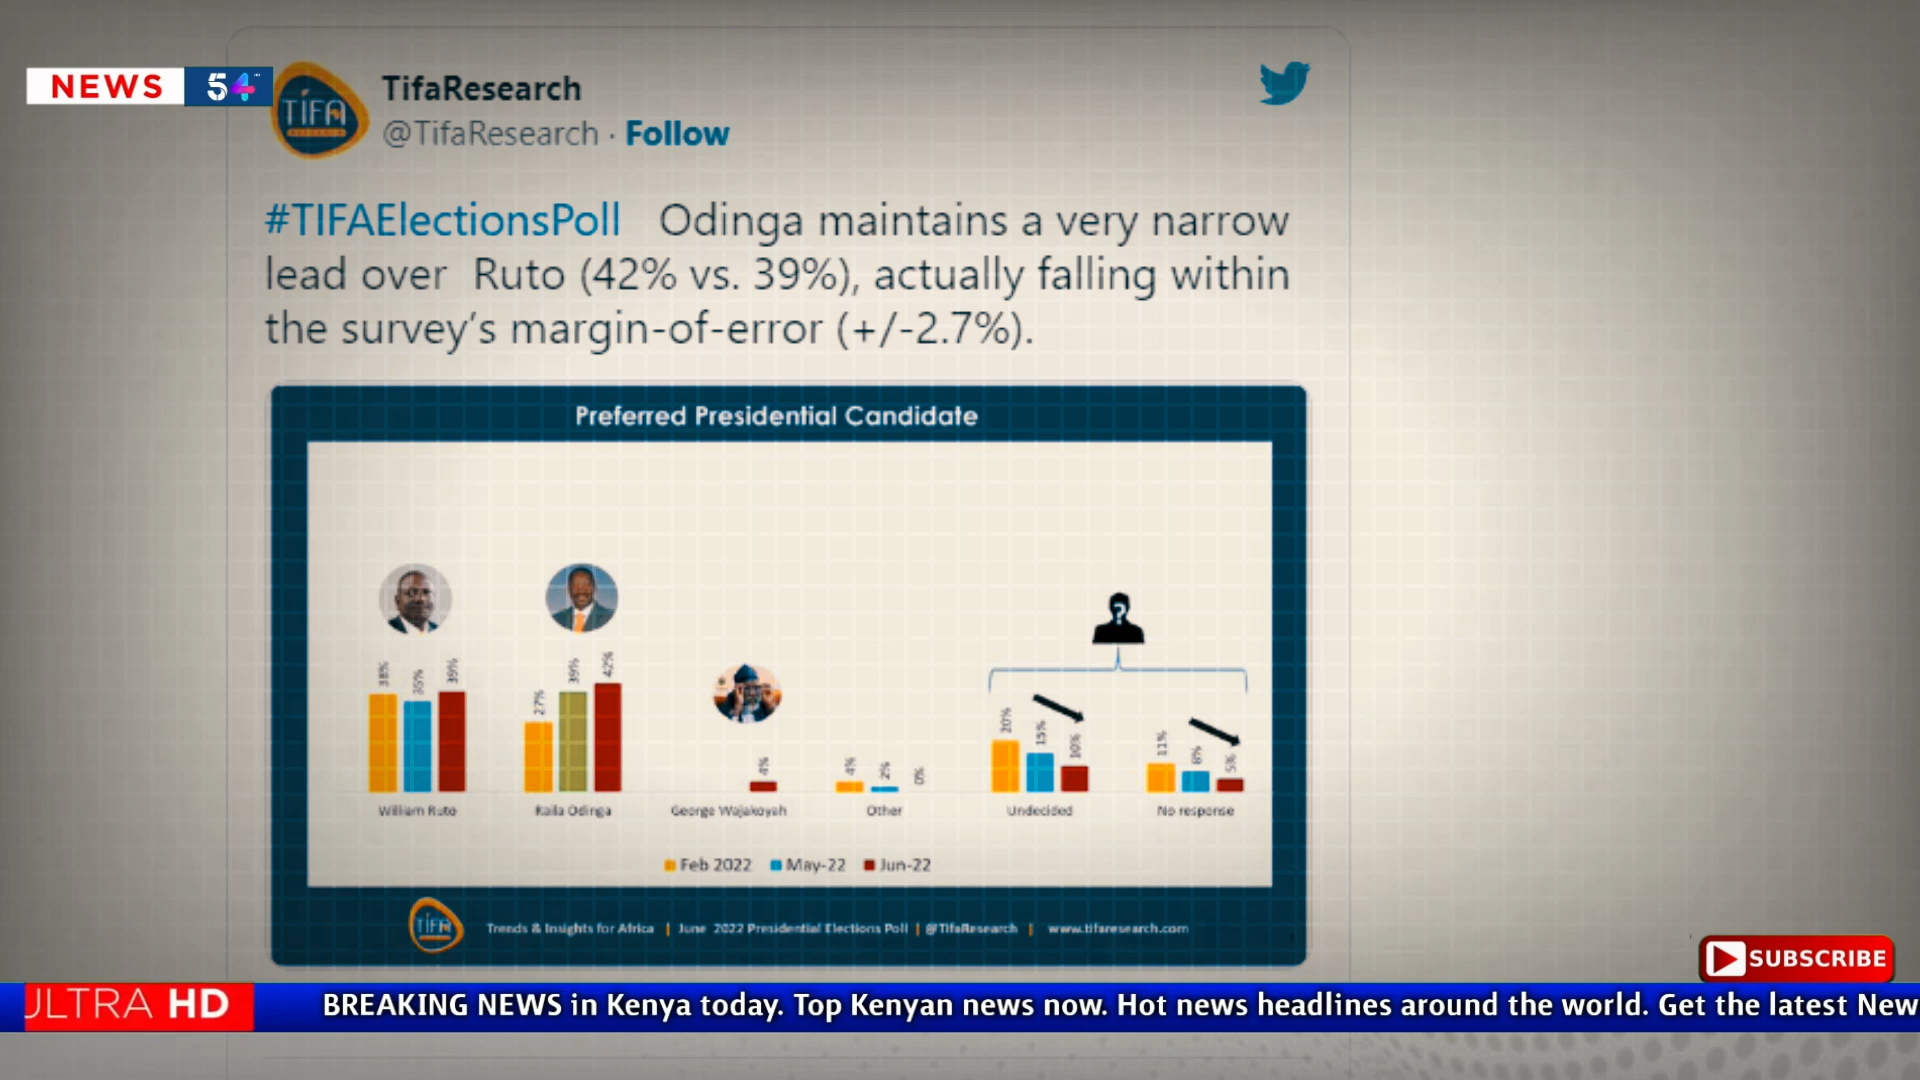 NEWS 54
TIFA
TifaResearch
@TifaResearch · Follow
#TIFAElectionsPoll Odinga maintains a very narrow
lead over Ruto (42% vs. 39%), actually falling within
the survey's margin-of-error (+/-2.7%).
Preferred Presidential Candidate
?
38% 35% 39% 27% 39% 42% 4% 4% 2% 0% 20% 15% 10% 11% 8% 5%
William Ruto Raila Odinga George Wajakoyah Other Undecided No response
Feb 2022 May-22 Jun-22
TIFA Trends & Insights for Africa | June 2022 Presidential Elections Poll | @TifaResearch | www.tifaresearch.com
SUBSCRIBE
ULTRA HD BREAKING NEWS in Kenya today. Top Kenyan news now. Hot news headlines around the world. Get the latest New